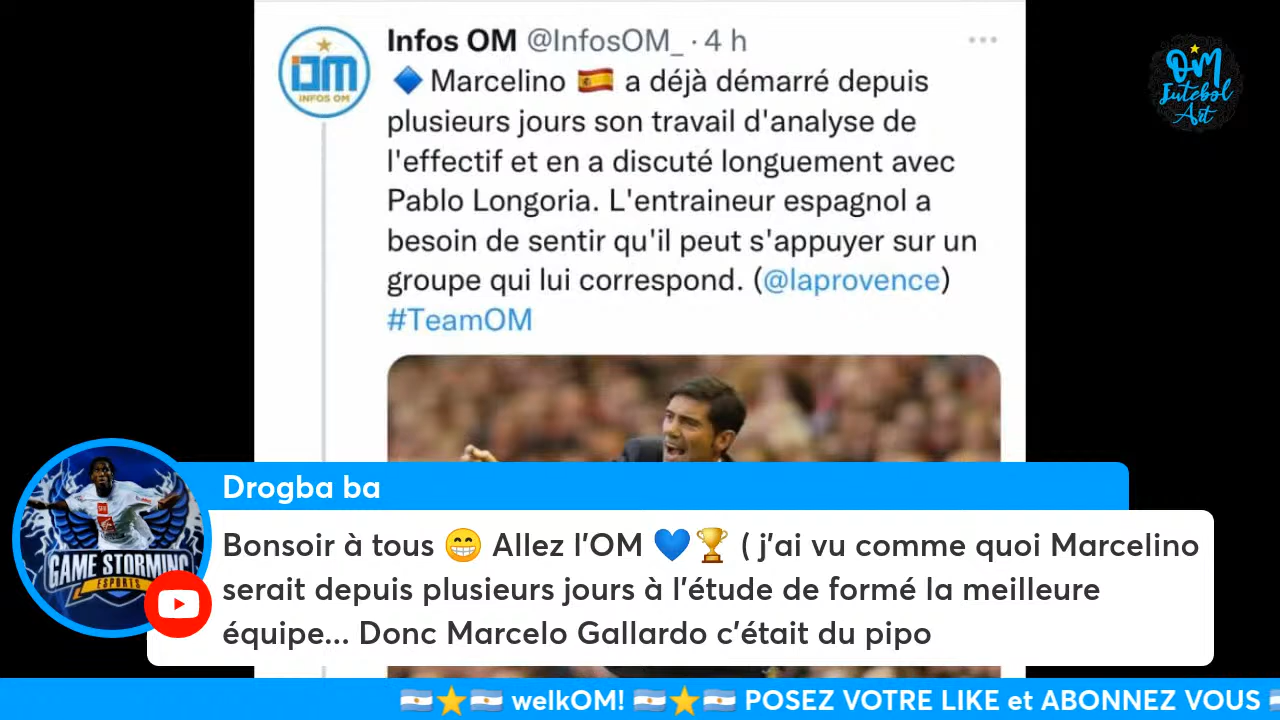 Infos OM @InfosOM_ · 4 h
🔷 Marcelino 🇪🇸 a déjà démarré depuis
plusieurs jours son travail d'analyse de
l'effectif et en a discuté longuement avec
Pablo Longoria. L'entraineur espagnol a
besoin de sentir qu'il peut s'appuyer sur un
groupe qui lui correspond. (@laprovence)
#TeamOM
OM
INFOS OM
OM
Futebol
Art
Drogba ba
Bonsoir à tous 😁 Allez l'OM 💙🏆 ( j'ai vu comme quoi Marcelino
serait depuis plusieurs jours à l'étude de formé la meilleure
équipe... Donc Marcelo Gallardo c'était du pipo
GAME STORMING
ESPORTS
🇦🇷⭐🇦🇷 welkOM! 🇦🇷⭐🇦🇷 POSEZ VOTRE LIKE et ABONNEZ VOUS